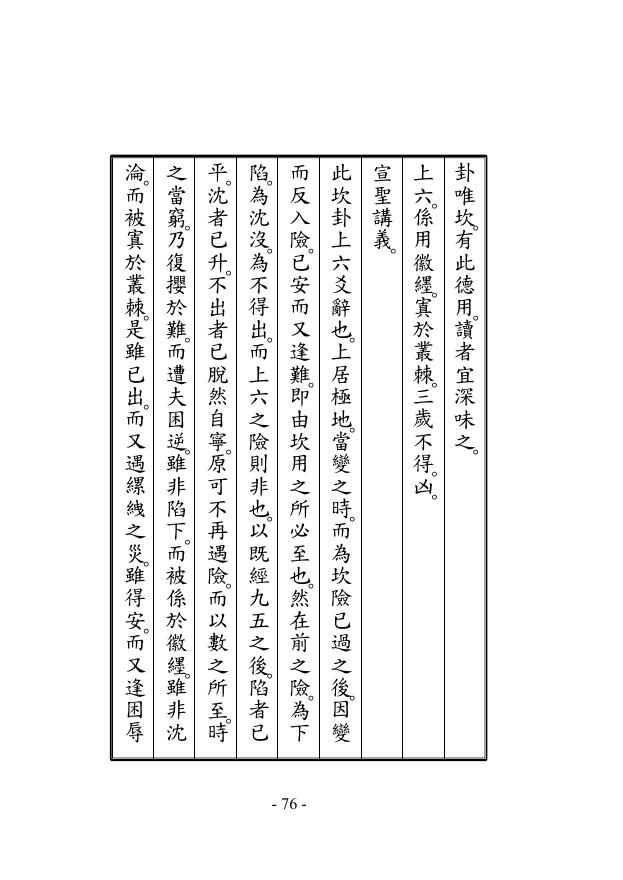 卦唯坎。有此德用。讀者宜深味之。
上六。係用徽纆。寘於叢棘。三歲不得。凶。
宣聖講義。
此坎卦上六爻辭也。上居極地。當變之時。而為坎險已過之後。因變
而反入險。已安而又逢難。即由坎用之所必至也。然在前之險。為下
陷。為沈沒。為不得出。而上六之險則非也。以既經九五之後。陷者已
平。沈者已升。不出者已脫然自寧。原可不再遇險。而以數之所至。時
之當窮。乃復攖於難。而遭夫困逆。雖非陷下。而被係於徽纆。雖非沈
淪。而被寘於叢棘。是雖已出。而又遇縲絏之災。雖得安。而又逢困辱
- 76 -